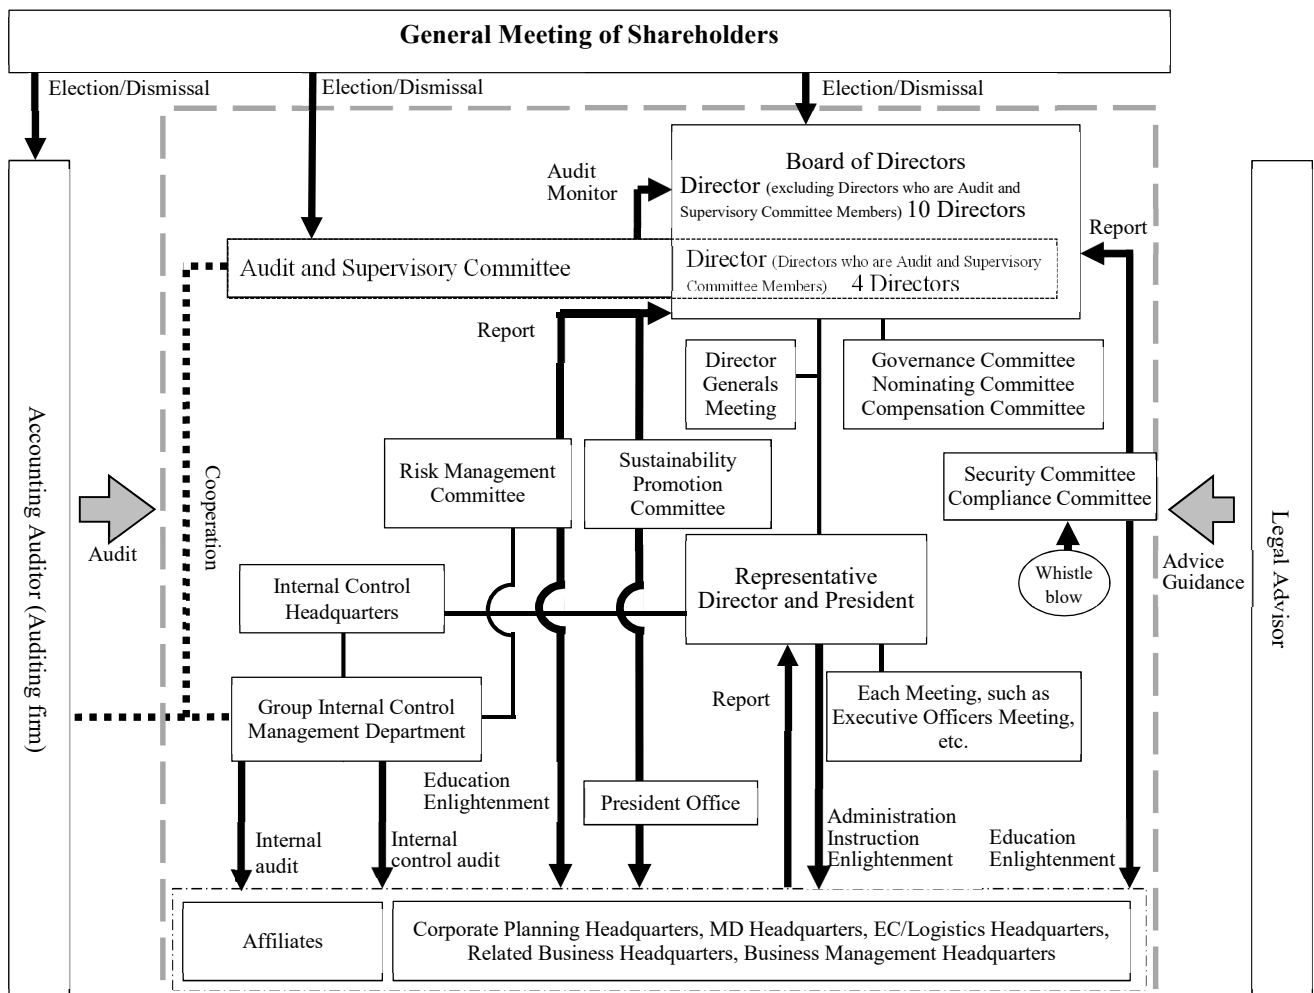 General Meeting of Shareholders
Election/Dismissal
Election/Dismissal
Election/Dismissal
Board of Directors
Director (excluding Directors who are Audit and
Supervisory Committee Members) 10 Directors
Audit
Monitor
Report
Audit and Supervisory Committee
Director (Directors who are Audit and Supervisory
Committee Members) 4 Directors
Report
Director
Generals
Meeting
Governance Committee
Nominating Committee
Compensation Committee
Accounting Auditor (Auditing firm)
Cooperation
Audit
Risk Management
Committee
Sustainability
Promotion
Committee
Security Committee
Compliance Committee
Whistle
blow
Advice
Guidance
Legal Advisor
Internal Control
Headquarters
Representative
Director and President
Group Internal Control
Management Department
Report
Each Meeting, such as
Executive Officers Meeting,
etc.
Education
Enlightenment
President Office
Internal
audit
Internal
control audit
Administration
Instruction
Enlightenment
Education
Enlightenment
Affiliates
Corporate Planning Headquarters, MD Headquarters, EC/Logistics Headquarters,
Related Business Headquarters, Business Management Headquarters